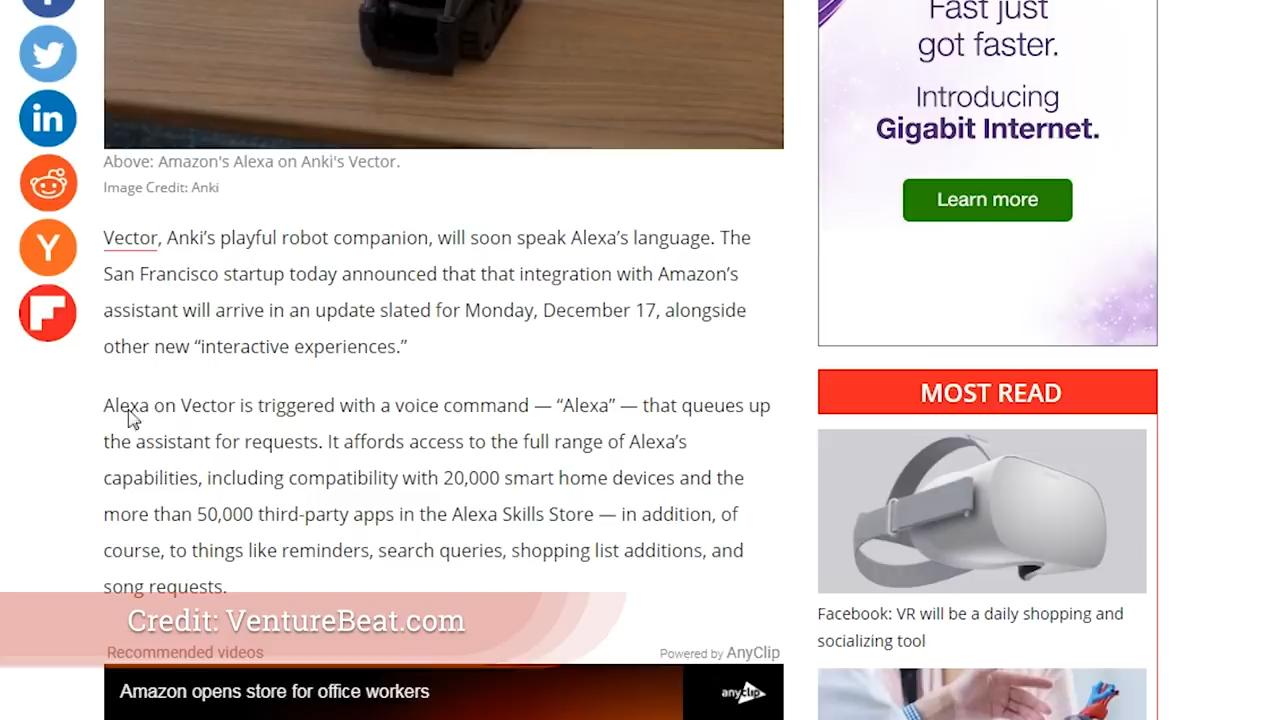 Fast just
got faster.
Introducing
Gigabit Internet.
Learn more
Above: Amazon's Alexa on Anki's Vector.
Image Credit: Anki
Vector, Anki’s playful robot companion, will soon speak Alexa’s language. The
San Francisco startup today announced that that integration with Amazon’s
assistant will arrive in an update slated for Monday, December 17, alongside
other new “interactive experiences.”
Alexa on Vector is triggered with a voice command — “Alexa” — that queues up
the assistant for requests. It affords access to the full range of Alexa’s
capabilities, including compatibility with 20,000 smart home devices and the
more than 50,000 third-party apps in the Alexa Skills Store — in addition, of
course, to things like reminders, search queries, shopping list additions, and
song requests.
Credit: VentureBeat.com
Recommended videos
Powered by AnyClip
Amazon opens store for office workers
anyclip
MOST READ
Facebook: VR will be a daily shopping and
socializing tool
in
Y